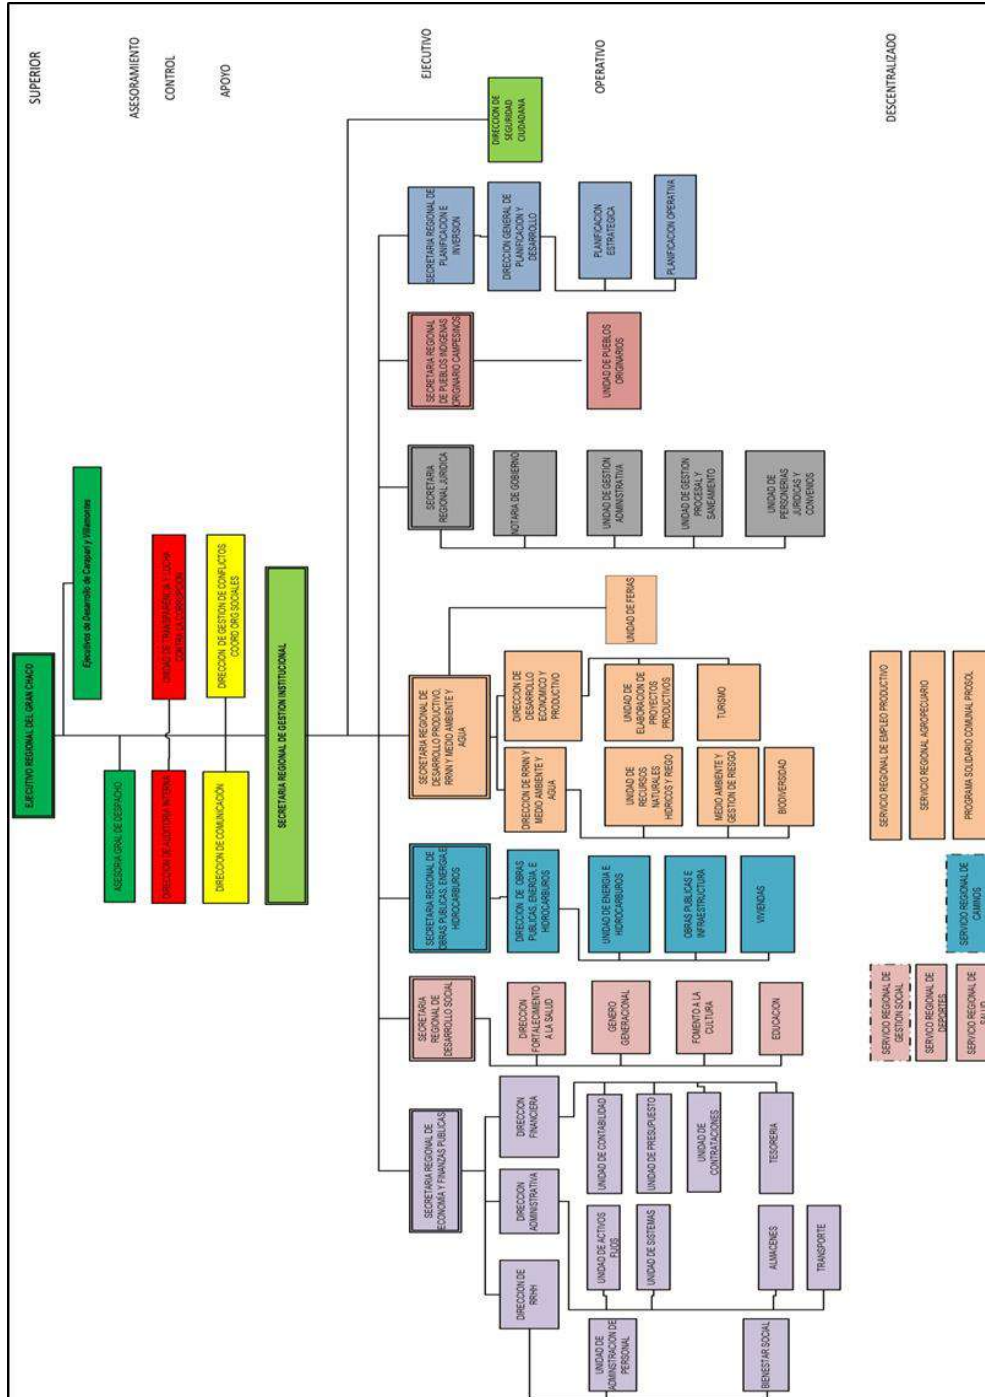 SUPERIOR
ASESORAMIENTO
CONTROL
APOYO
EJECUTIVO
OPERATIVO
DESCENTRALIZADO
EJECUTIVO REGIONAL DEL GRAN CHACO
Ejecutivos de Desarrollo de Carapari y Villamontes
ASESORIA GRAL DE DESPACHO
DIRECCION DE AUDITORIA INTERNA
UNIDAD DE TRANSPARENCIA Y LUCHA
CONTRA LA CORRUPCION
DIRECCION DE COMUNICACIÓN
DIRECCION DE GESTION DE CONFLICTOS
COORD ORG SOCIALES
SECRETARIA REGIONAL DE GESTION INSTITUCIONAL
SECRETARIA REGIONAL DE
ECONOMÍA Y FINANZAS PUBLICAS
DIRECCION DE
RRHH
DIRECCION
ADMINISTRATIVA
DIRECCION
FINANCIERA
UNIDAD DE
ADMINSTRACION DE
PERSONAL
BIENESTAR SOCIAL
UNIDAD DE ACTIVOS
FIJOS
UNIDAD DE SISTEMAS
ALMACENES
TRANSPORTE
UNIDAD DE CONTABILIDAD
UNIDAD DE PRESUPUESTO
UNIDAD DE
CONTRATACIONES
TESORERIA
SECRETARIA
REGIONAL DE
DESARROLLO SOCIAL
DIRECCION
FORTALECIMIENTO
A LA SALUD
GENERO
GENERACIONAL
FOMENTO A LA
CULTURA
EDUCACION
SERVICIO REGIONAL DE
GESTION SOCIAL
SERVICO REGIONAL DE
DEPORTES
SERVICIO REGIONAL DE
SALUD
SECRETARIA REGIONAL DE
OBRAS PUBLICAS, ENERGIA E
HIDROCARBUROS
DIRECCION DE OBRAS
PUBLICAS, ENERGIA, E
HIDROCARBUROS
UNIDAD DE ENERGIA E
HIDROCARBUROS
OBRAS PUBLICAS E
INFRAESTRUCTURA
VIVIENDAS
SERVICIO REGIONAL DE
CAMINOS
SECRETARIA REGIONAL DE
DESARROLLO PRODUCTIVO,
RRNN Y MEDIO AMBIENTE Y
AGUA
DIRECCION DE RRNN Y
MEDIO AMBIENTE Y
AGUA
DIRECCION DE
DESARROLLO
ECONOMICO Y
PRODUCTIVO
UNIDAD DE FERIAS
UNIDAD DE
RECURSOS
NATURALES
HIDRICOS Y RIEGO
MEDIO AMBIENTE Y
GESTION DE RIESGO
BIODIVERSIDAD
UNIDAD DE
ELABORACION DE
PROYECTOS
PRODUCTIVOS
TURISMO
SERVICIO REGIONAL DE EMPLEO PRODUCTIVO
SERVICIO REGIONAL AGROPECUARIO
PROGRAMA SOLIDARIO COMUNAL PROSOL
SECRETARIA
REGIONAL JURIDICA
NOTARIA DE GOBIERNO
UNIDAD DE GESTION
ADMINISTRATIVA
UNIDAD DE GESTION
PROCESAL Y
SANEAMIENTO
UNIDAD DE
PERSONERIAS
JURIDICAS Y
CONVENIOS
SECRETARIA REGIONAL
DE PUEBLOS INDIGENAS
ORIGINARIO CAMPESINOS
UNIDAD DE PUEBLOS
ORIGINARIOS
SECRETARIA REGIONAL DE
PLANIFICACION E
INVERSION
DIRECCION GENERAL DE
PLANIFICACION Y
DESARROLLO
PLANIFICACION
ESTRATEGICA
PLANIFICACION OPERATIVA
DIRECCION DE
SEGURIDAD
CIUDADANA